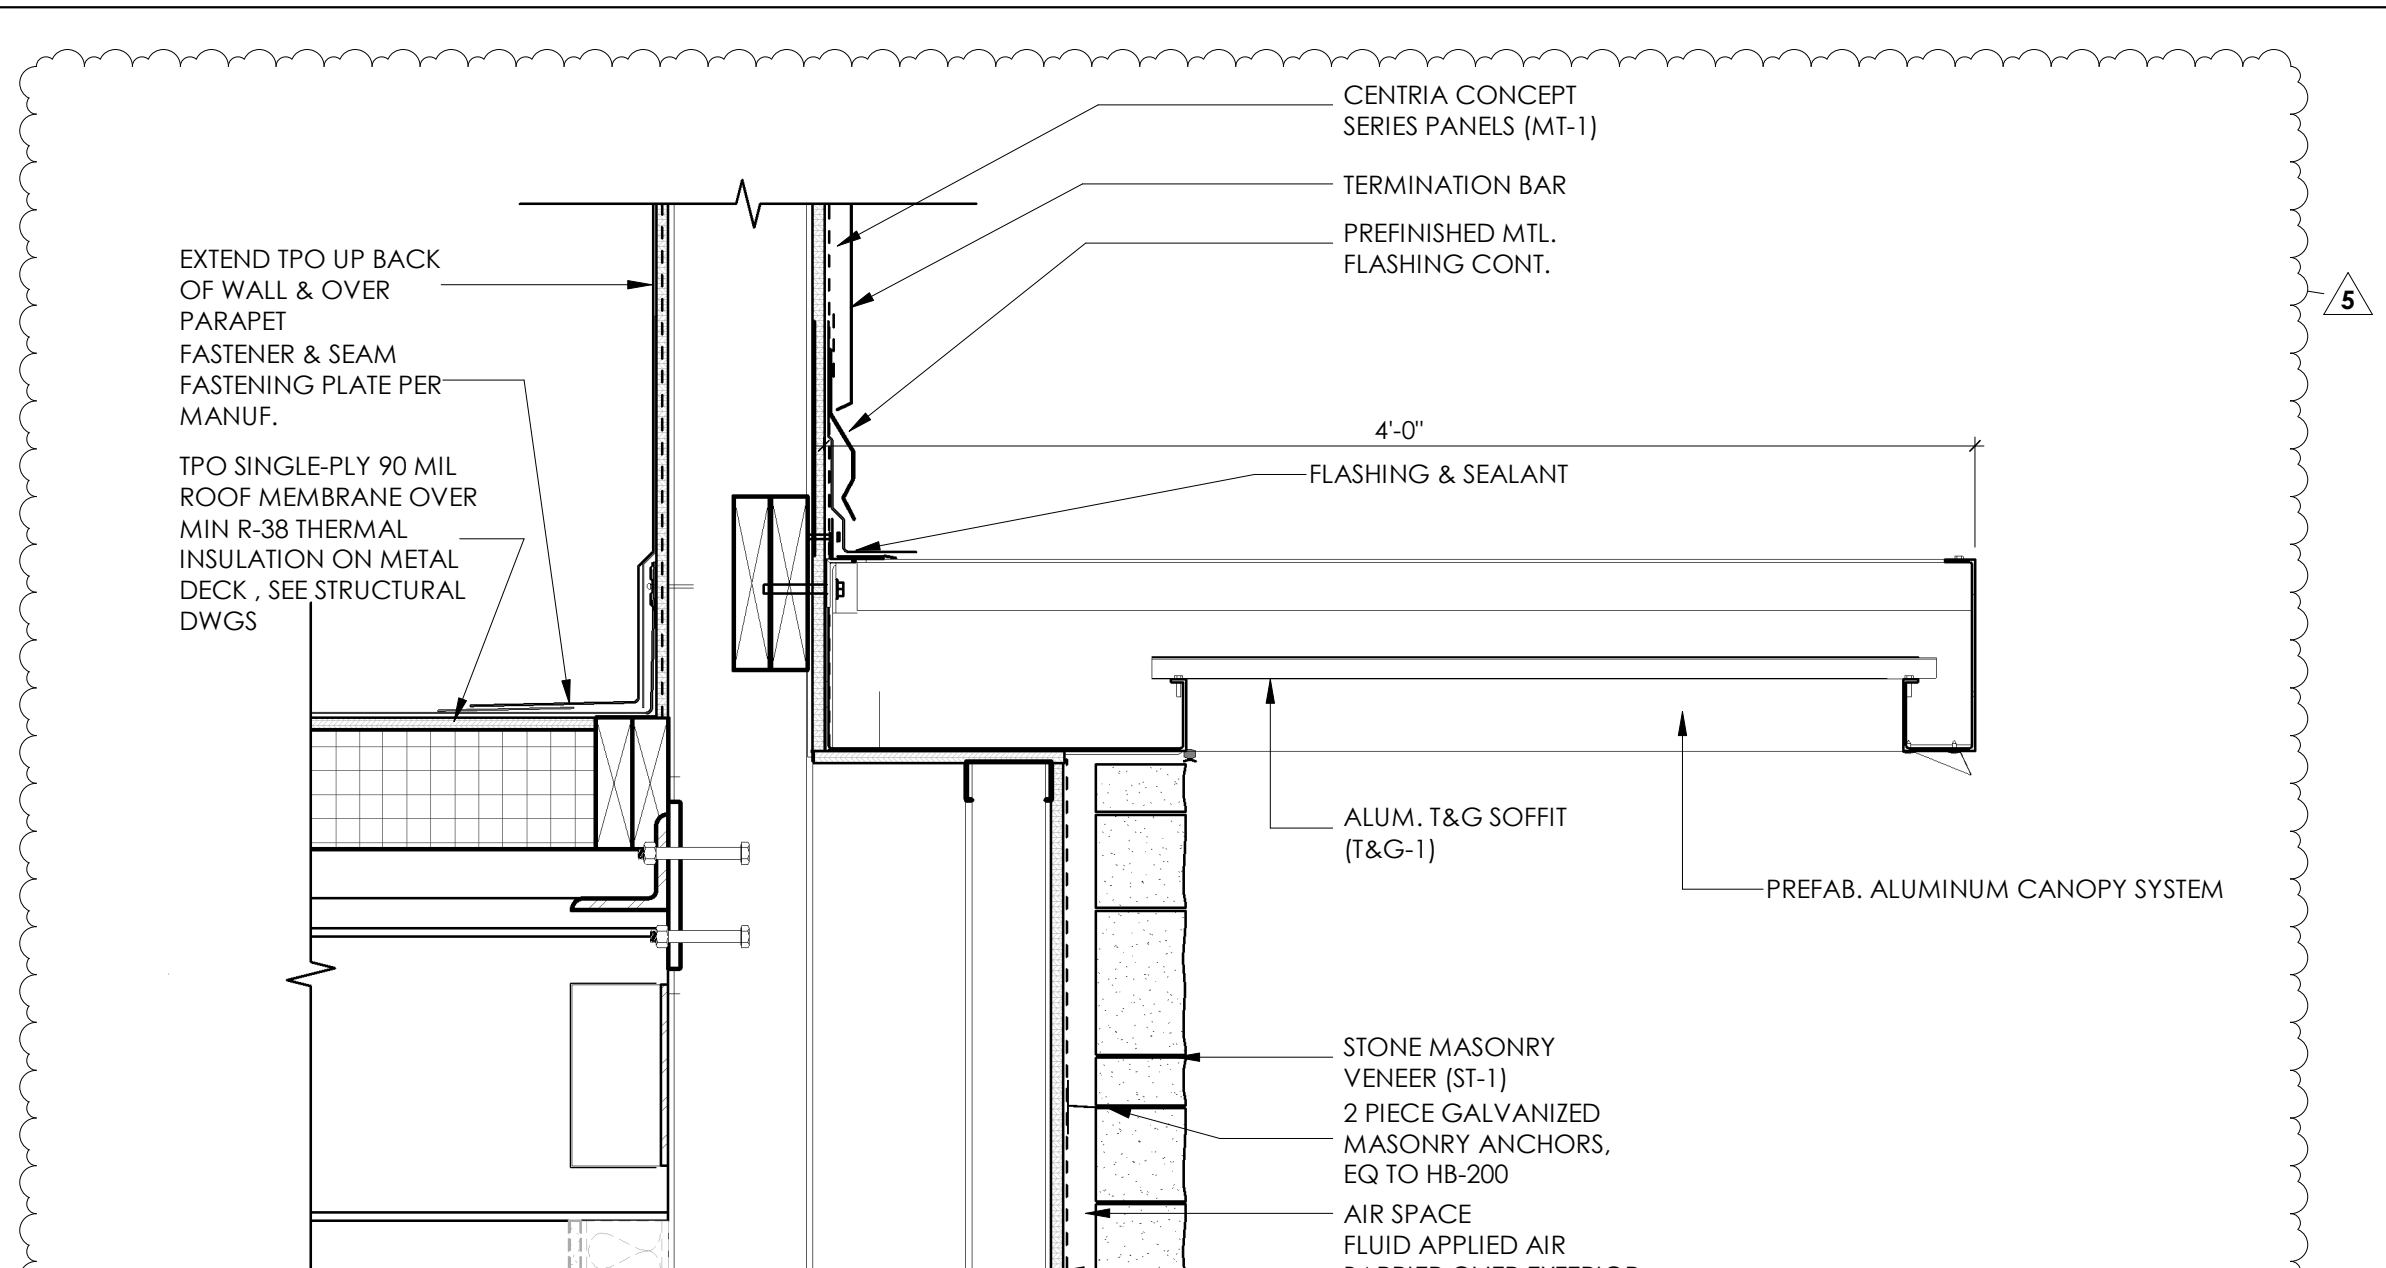 CENTRIA CONCEPT
SERIES PANELS (MT-1)
TERMINATION BAR
PREFINISHED MTL.
FLASHING CONT.
EXTEND TPO UP BACK
OF WALL & OVER
PARAPET
FASTENER & SEAM
FASTENING PLATE PER
MANUF.
TPO SINGLE-PLY 90 MIL
ROOF MEMBRANE OVER
MIN R-38 THERMAL
INSULATION ON METAL
DECK , SEE STRUCTURAL
DWGS
5
4'-0"
FLASHING & SEALANT
ALUM. T&G SOFFIT
(T&G-1)
PREFAB. ALUMINUM CANOPY SYSTEM
STONE MASONRY
VENEER (ST-1)
2 PIECE GALVANIZED
MASONRY ANCHORS,
EQ TO HB-200
AIR SPACE
FLUID APPLIED AIR
BARRIER OVER EXTERIOR